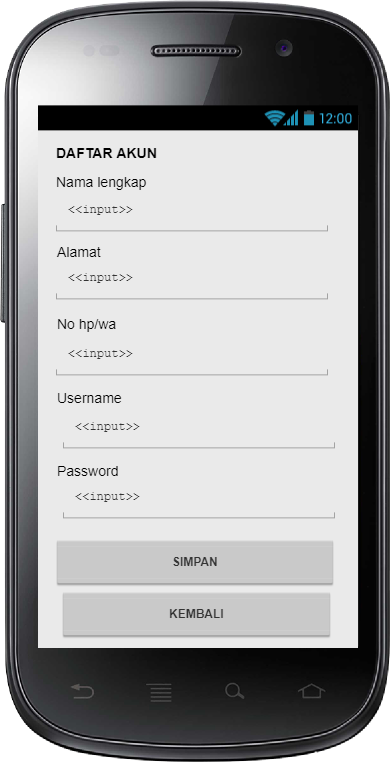 12:00
DAFTAR AKUN
Nama lengkap
<<input>>
Alamat
<<input>>
No hp/wa
<<input>>
Username
<<input>>
Password
<<input>>
SIMPAN
KEMBALI